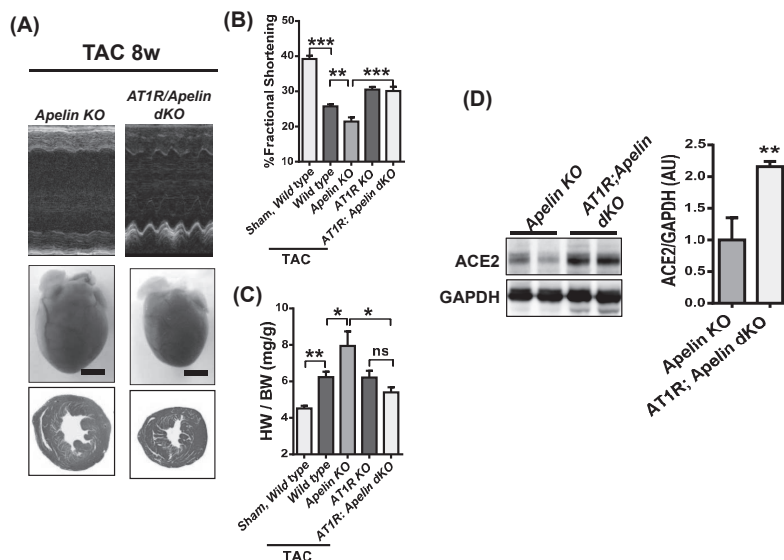 (A)
TAC 8w
Apelin KO
AT1R/Apelin
dKO
(B)
%Fractional Shortening
50
40
30
20
10
***
**
***
Sham, Wild type
Wild type
Apelin KO
AT1R KO
AT1R: Apelin dKO
TAC
(C)
HW / BW (mg/g)
10
8
6
4
2
**
*
*
ns
Sham, Wild type
Wild type
Apelin KO
AT1R KO
AT1R: Apelin dKO
TAC
(D)
Apelin KO
AT1R;Apelin
dKO
ACE2
GAPDH
ACE2/GAPDH (AU)
2.5
2.0
1.5
1.0
0.5
0.0
**
Apelin KO
AT1R; Apelin dKO